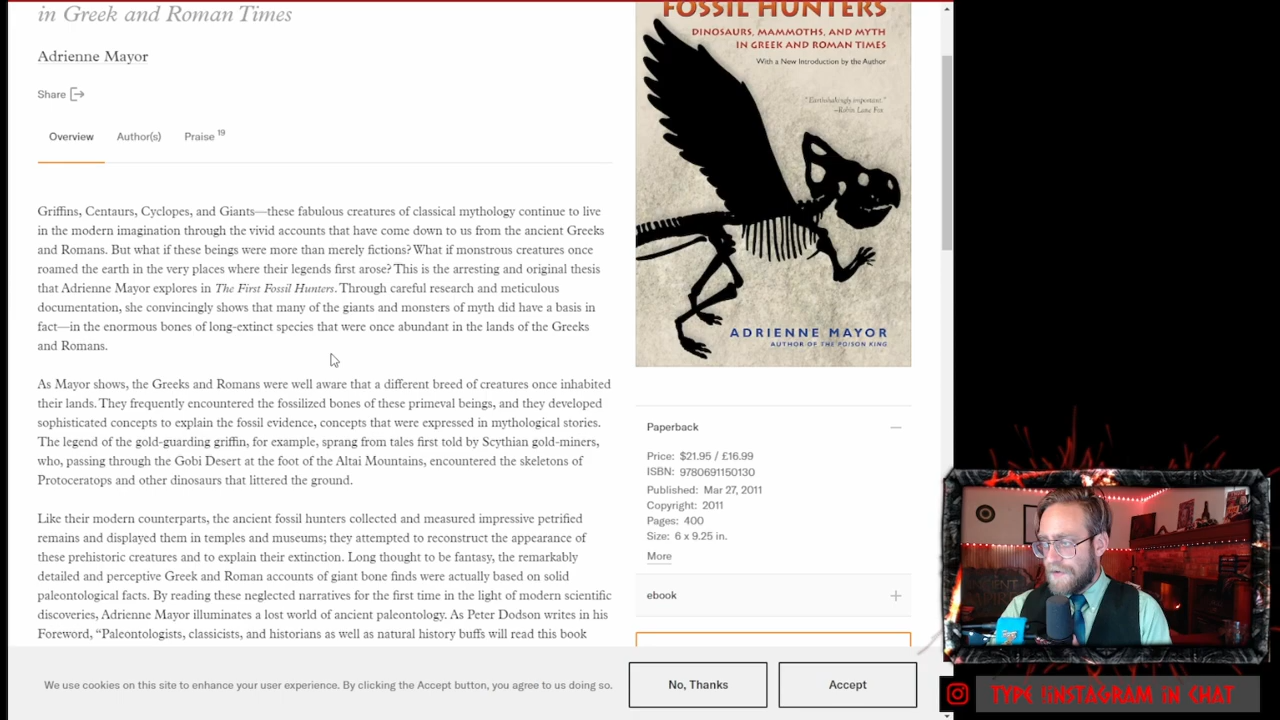 in Greek and Roman Times
Adrienne Mayor
Share
Overview
Author(s)
Praise 19
Griffins, Centaurs, Cyclopes, and Giants—these fabulous creatures of classical mythology continue to live
in the modern imagination through the vivid accounts that have come down to us from the ancient Greeks
and Romans. But what if these beings were more than merely fictions? What if monstrous creatures once
roamed the earth in the very places where their legends first arose? This is the arresting and original thesis
that Adrienne Mayor explores in The First Fossil Hunters. Through careful research and meticulous
documentation, she convincingly shows that many of the giants and monsters of myth did have a basis in
fact—in the enormous bones of long-extinct species that were once abundant in the lands of the Greeks
and Romans.
As Mayor shows, the Greeks and Romans were well aware that a different breed of creatures once inhabited
their lands. They frequently encountered the fossilized bones of these primeval beings, and they developed
sophisticated concepts to explain the fossil evidence, concepts that were expressed in mythological stories.
The legend of the gold-guarding griffin, for example, sprang from tales first told by Scythian gold-miners,
who, passing through the Gobi Desert at the foot of the Altai Mountains, encountered the skeletons of
Protoceratops and other dinosaurs that littered the ground.
Like their modern counterparts, the ancient fossil hunters collected and measured impressive petrified
remains and displayed them in temples and museums; they attempted to reconstruct the appearance of
these prehistoric creatures and to explain their extinction. Long thought to be fantasy, the remarkably
detailed and perceptive Greek and Roman accounts of giant bone finds were actually based on solid
paleontological facts. By reading these neglected narratives for the first time in the light of modern scientific
discoveries, Adrienne Mayor illuminates a lost world of ancient paleontology. As Peter Dodson writes in his
Foreword, “Paleontologists, classicists, and historians as well as natural history buffs will read this book
FOSSIL HUNTERS
DINOSAURS, MAMMOTHS, AND MYTH
IN GREEK AND ROMAN TIMES
With a New Introduction by the Author
"Earthshakingly important."
—Robin Lane Fox
ADRIENNE MAYOR
AUTHOR OF THE POISON KING
Paperback
Price: $21.95 / £16.99
ISBN: 9780691150130
Published: Mar 27, 2011
Copyright: 2011
Pages: 400
Size: 6 x 9.25 in.
More
ebook
We use cookies on this site to enhance your user experience. By clicking the Accept button, you agree to us doing so.
No, Thanks
Accept
TYPE !INSTAGRAM IN CHAT